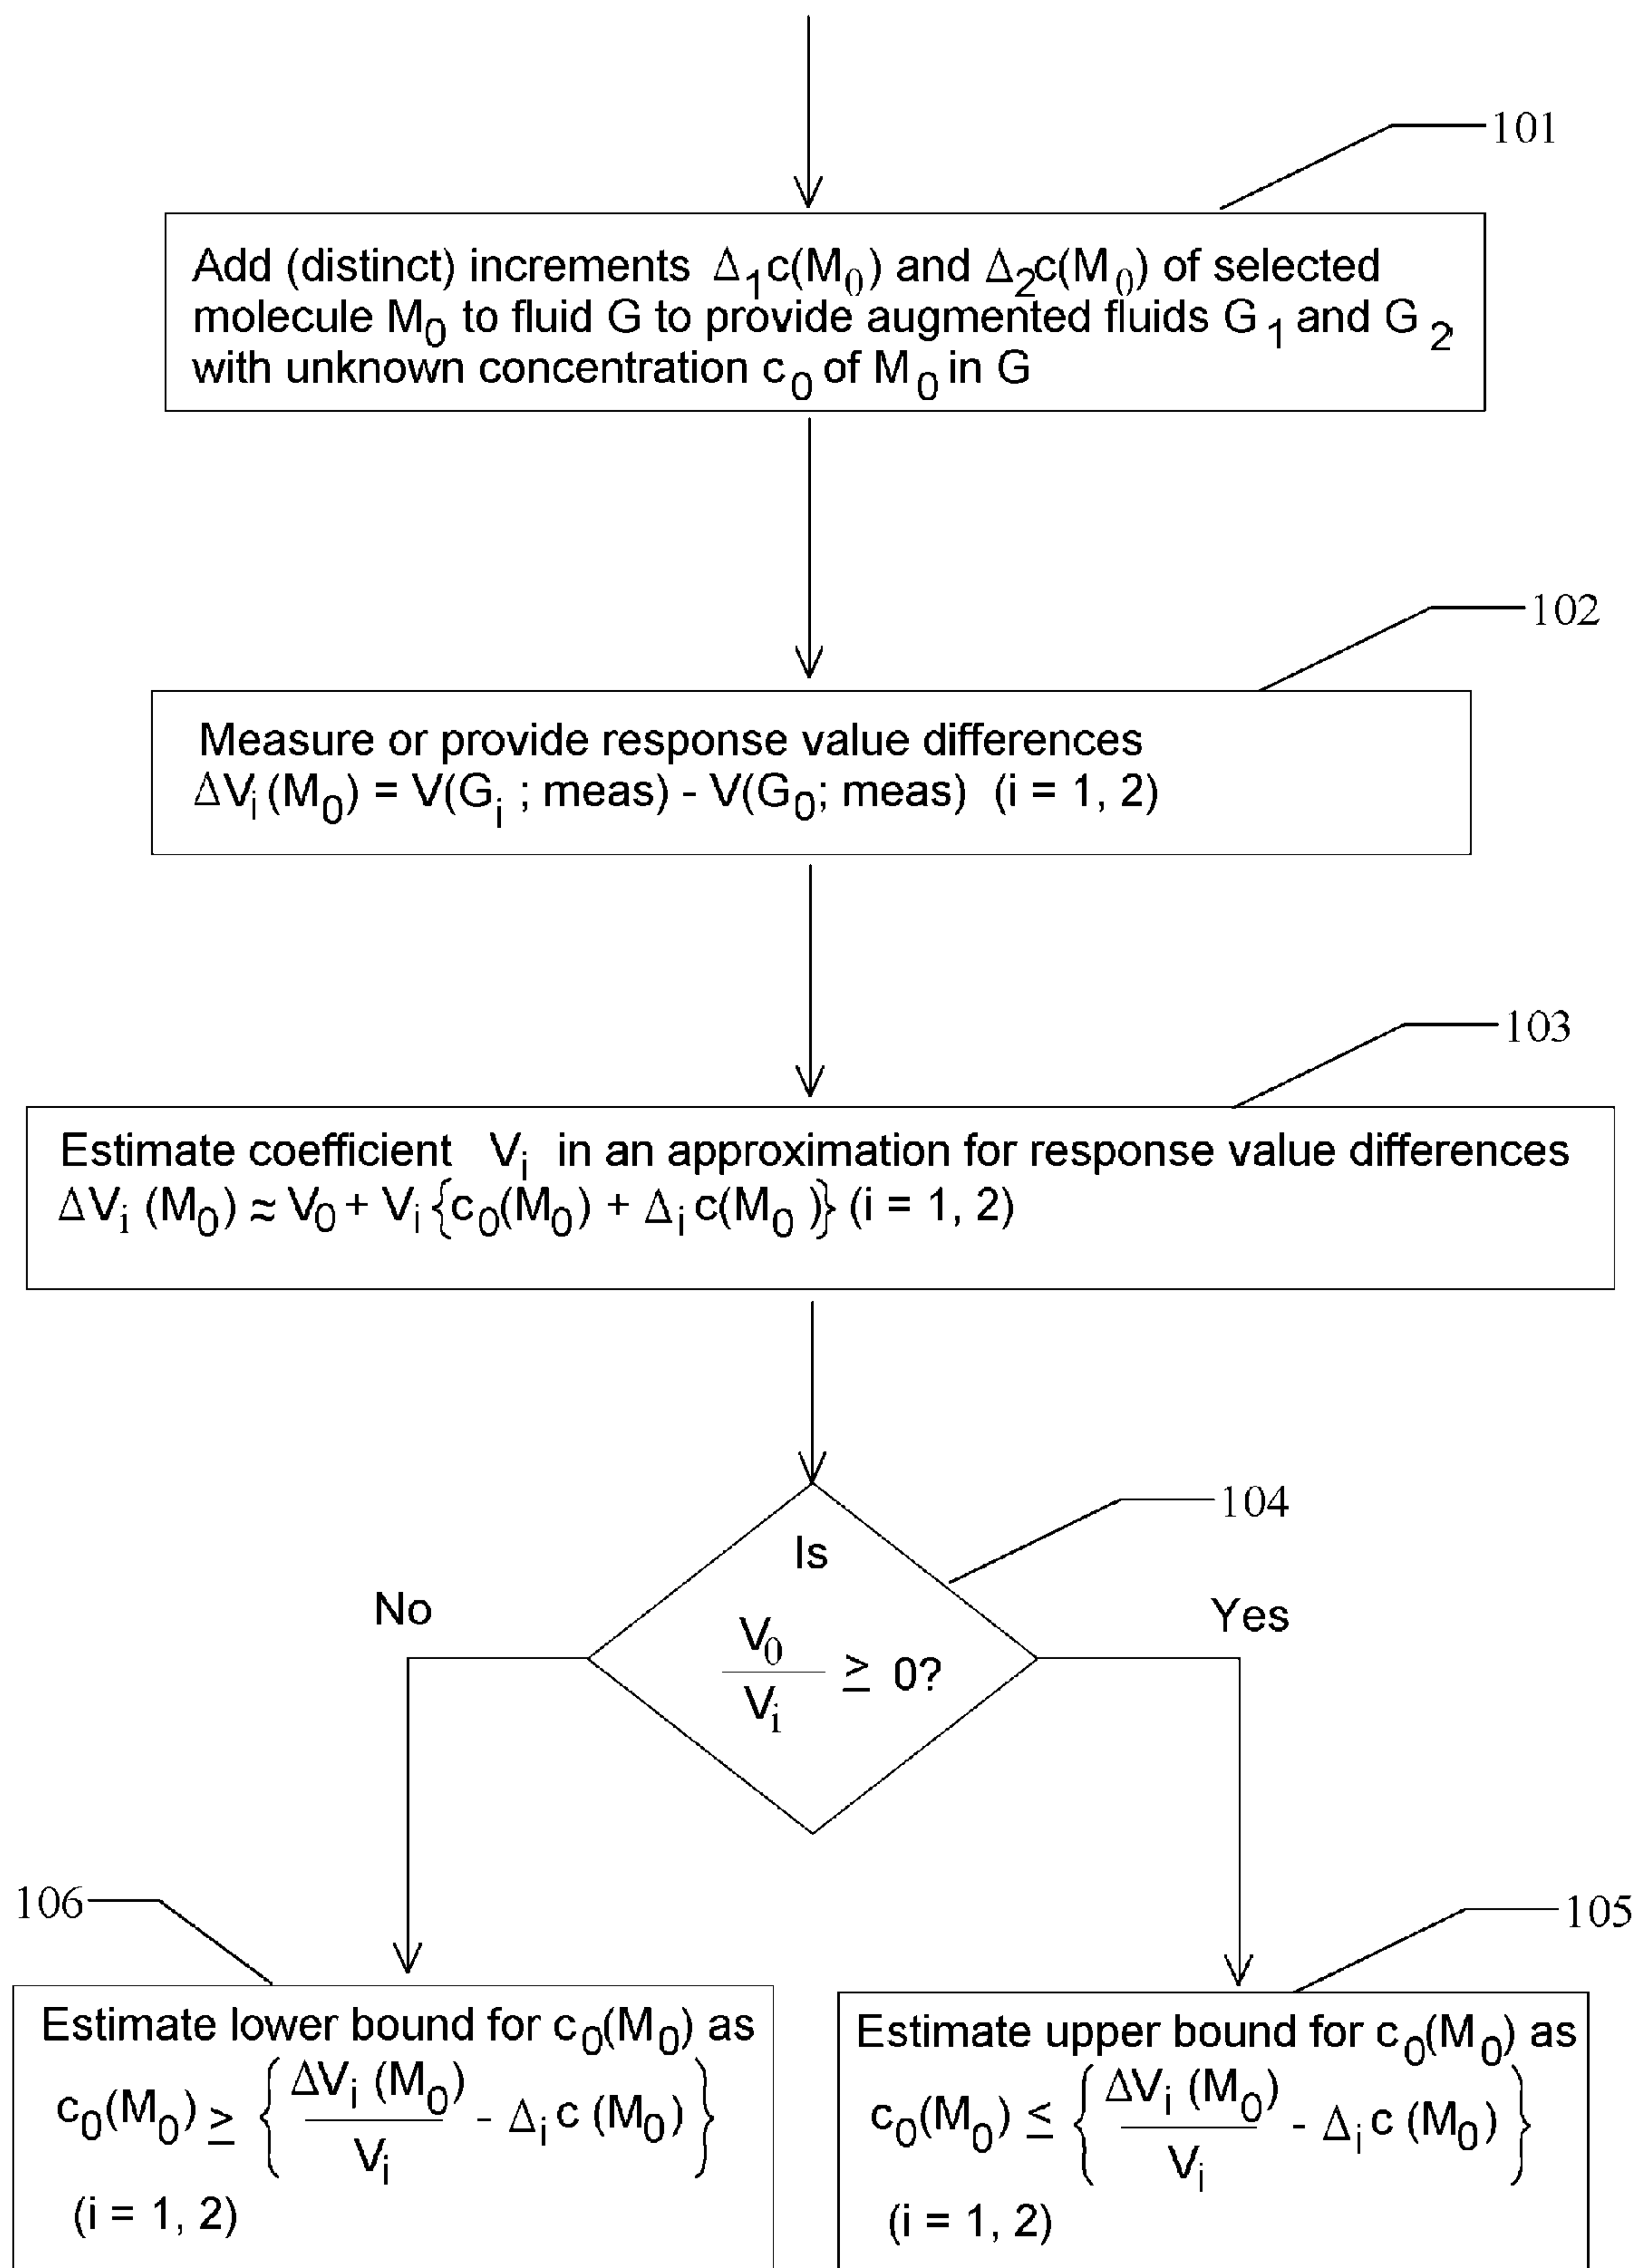 101
Add (distinct) increments Δ₁c(M₀) and Δ₂c(M₀) of selected
molecule M₀ to fluid G to provide augmented fluids G₁ and G₂,
with unknown concentration c₀ of M₀ in G
102
Measure or provide response value differences
ΔVᵢ(M₀) = V(Gᵢ ; meas) - V(G₀; meas) (i = 1, 2)
103
Estimate coefficient Vᵢ in an approximation for response value differences
ΔVᵢ (M₀) ≈ V₀ + Vᵢ {c₀(M₀) + Δᵢ c(M₀ )} (i = 1, 2)
104
Is
V₀
/ Vᵢ ≥ 0?
No
Yes
106
Estimate lower bound for c₀(M₀) as
c₀(M₀) ≥ {ΔVᵢ (M₀) / Vᵢ - Δᵢ c (M₀)}
(i = 1, 2)
105
Estimate upper bound for c₀(M₀) as
c₀(M₀) ≤ {ΔVᵢ (M₀) / Vᵢ - Δᵢ c (M₀)}
(i = 1, 2)